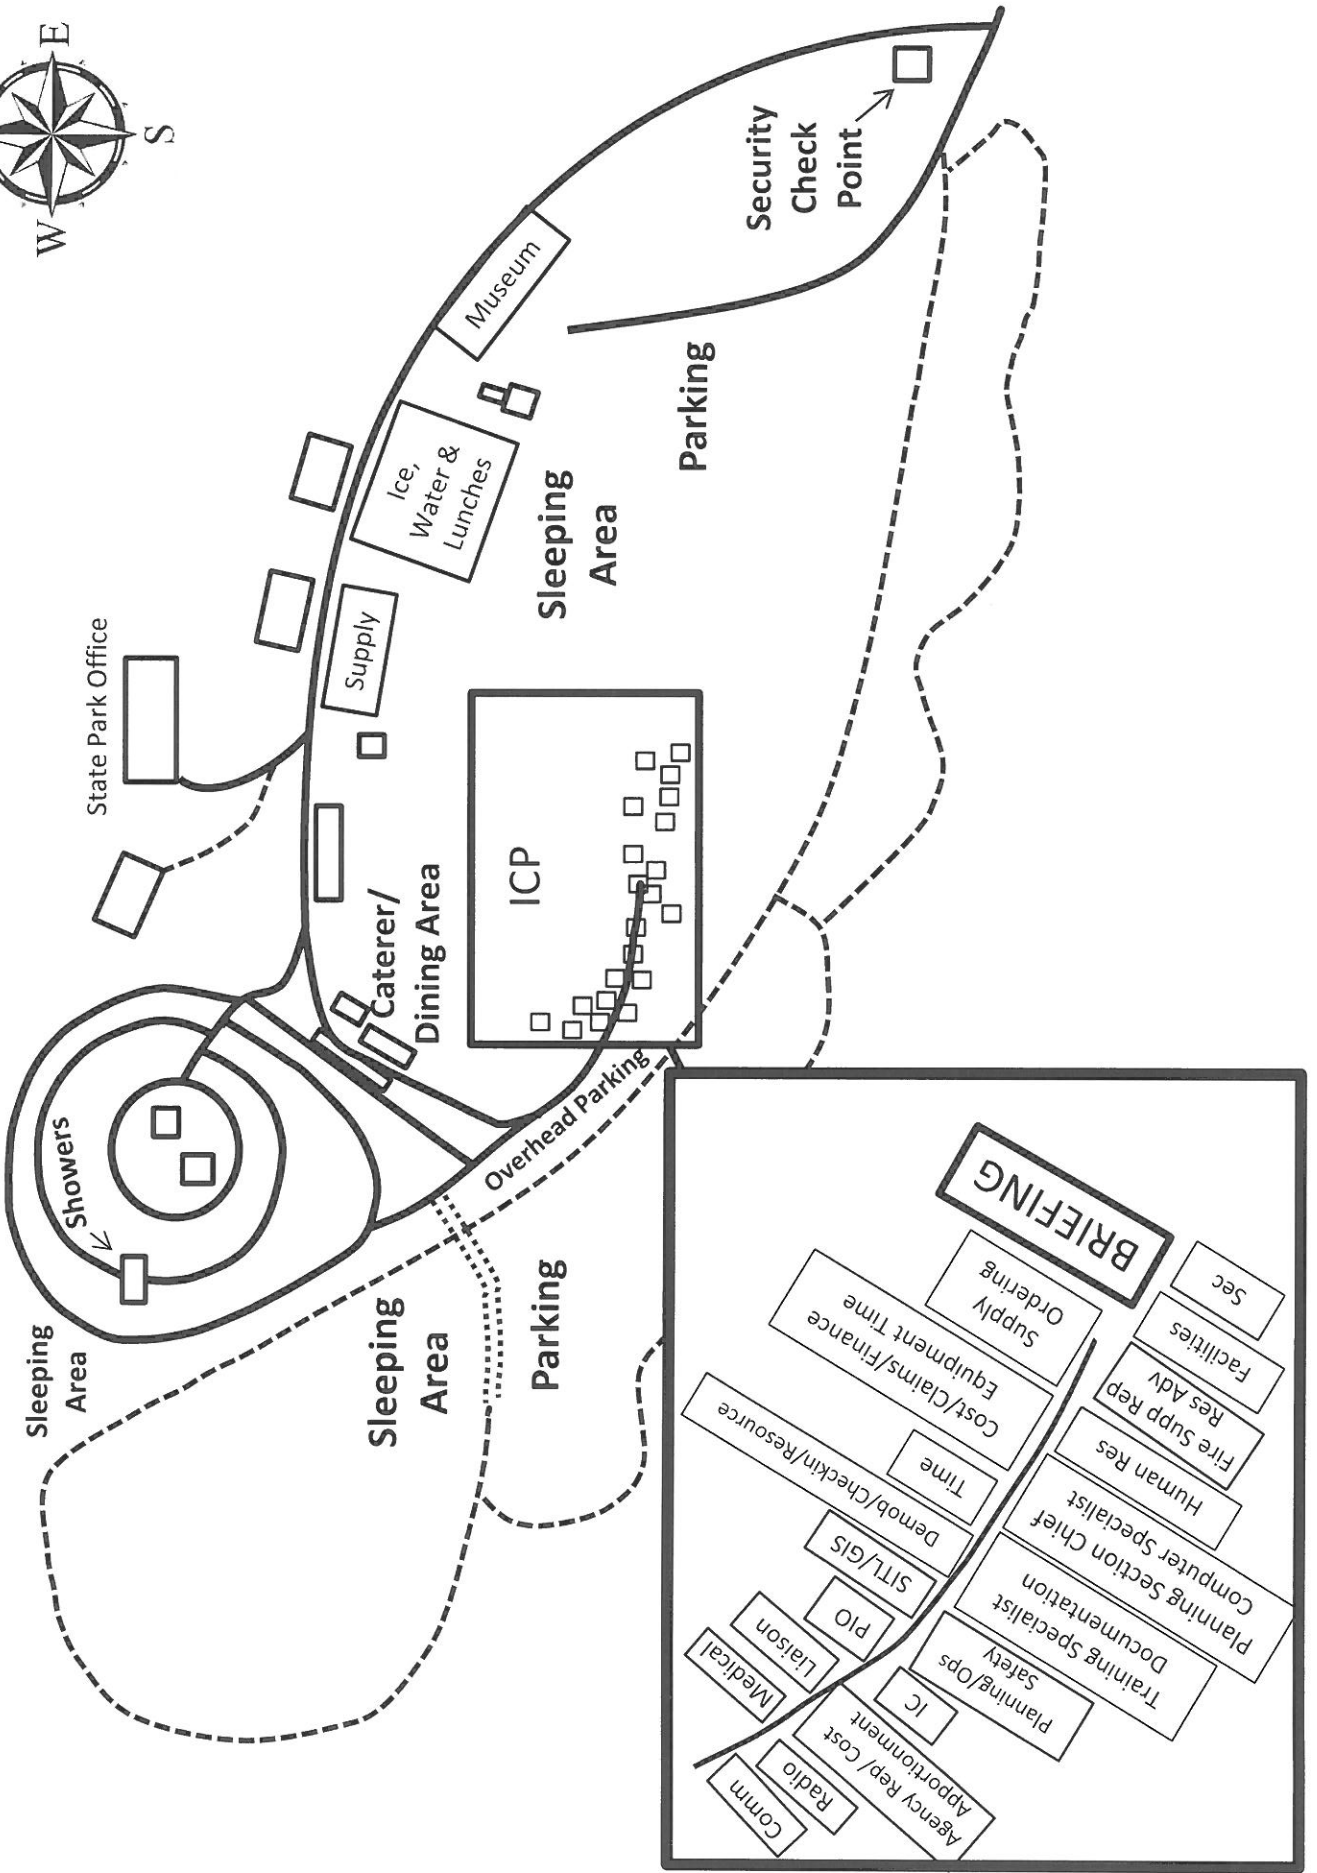 W
E
S
Security
Check
Point
Museum
Parking
Ice,
Water &
Lunches
Sleeping
Area
Supply
State Park Office
ICP
Caterer/
Dining Area
Overhead Parking
Showers
Sleeping
Area
Sleeping
Area
Parking
BRIEFING
Supply
Ordering
Cost/Claims/Finance
Equipment Time
Time
Demob/Checkin/Resource
SITL/GIS
PIO
Liaison
Medical
Sec
Facilities
Fire Supp Rep
Res Adv
Human Res
Planning Section Chief
Computer Specialist
Training Specialist
Documentation
Planning/Ops
Safety
IC
Agency Rep/ Cost
Apportionment
Radio
Comm